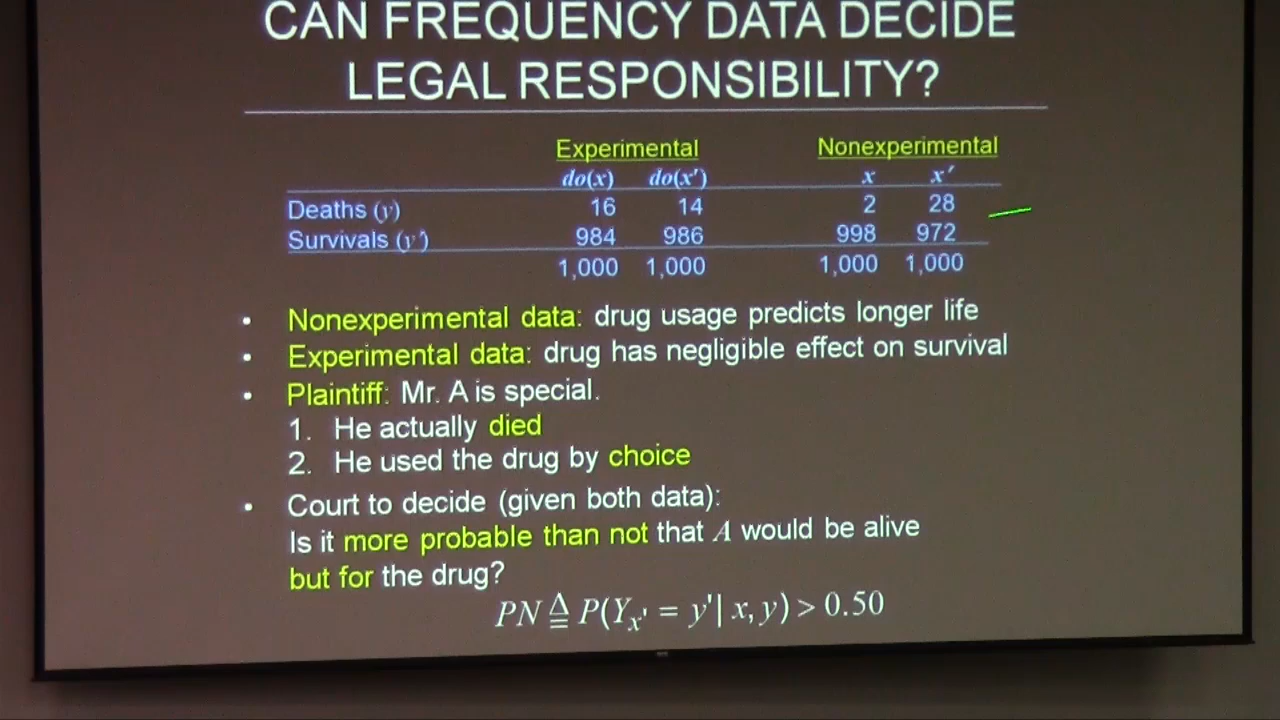 CAN FREQUENCY DATA DECIDE
LEGAL RESPONSIBILITY?
Experimental Nonexperimental
do(x) do(x') x x'
Deaths (y) 16 14 2 28
Survivals (y') 984 986 998 972
1,000 1,000 1,000 1,000
• Nonexperimental data: drug usage predicts longer life
• Experimental data: drug has negligible effect on survival
• Plaintiff: Mr. A is special.
1. He actually died
2. He used the drug by choice
• Court to decide (given both data):
Is it more probable than not that A would be alive
but for the drug?
PN ≜ P(Yx' = y' | x, y) > 0.50